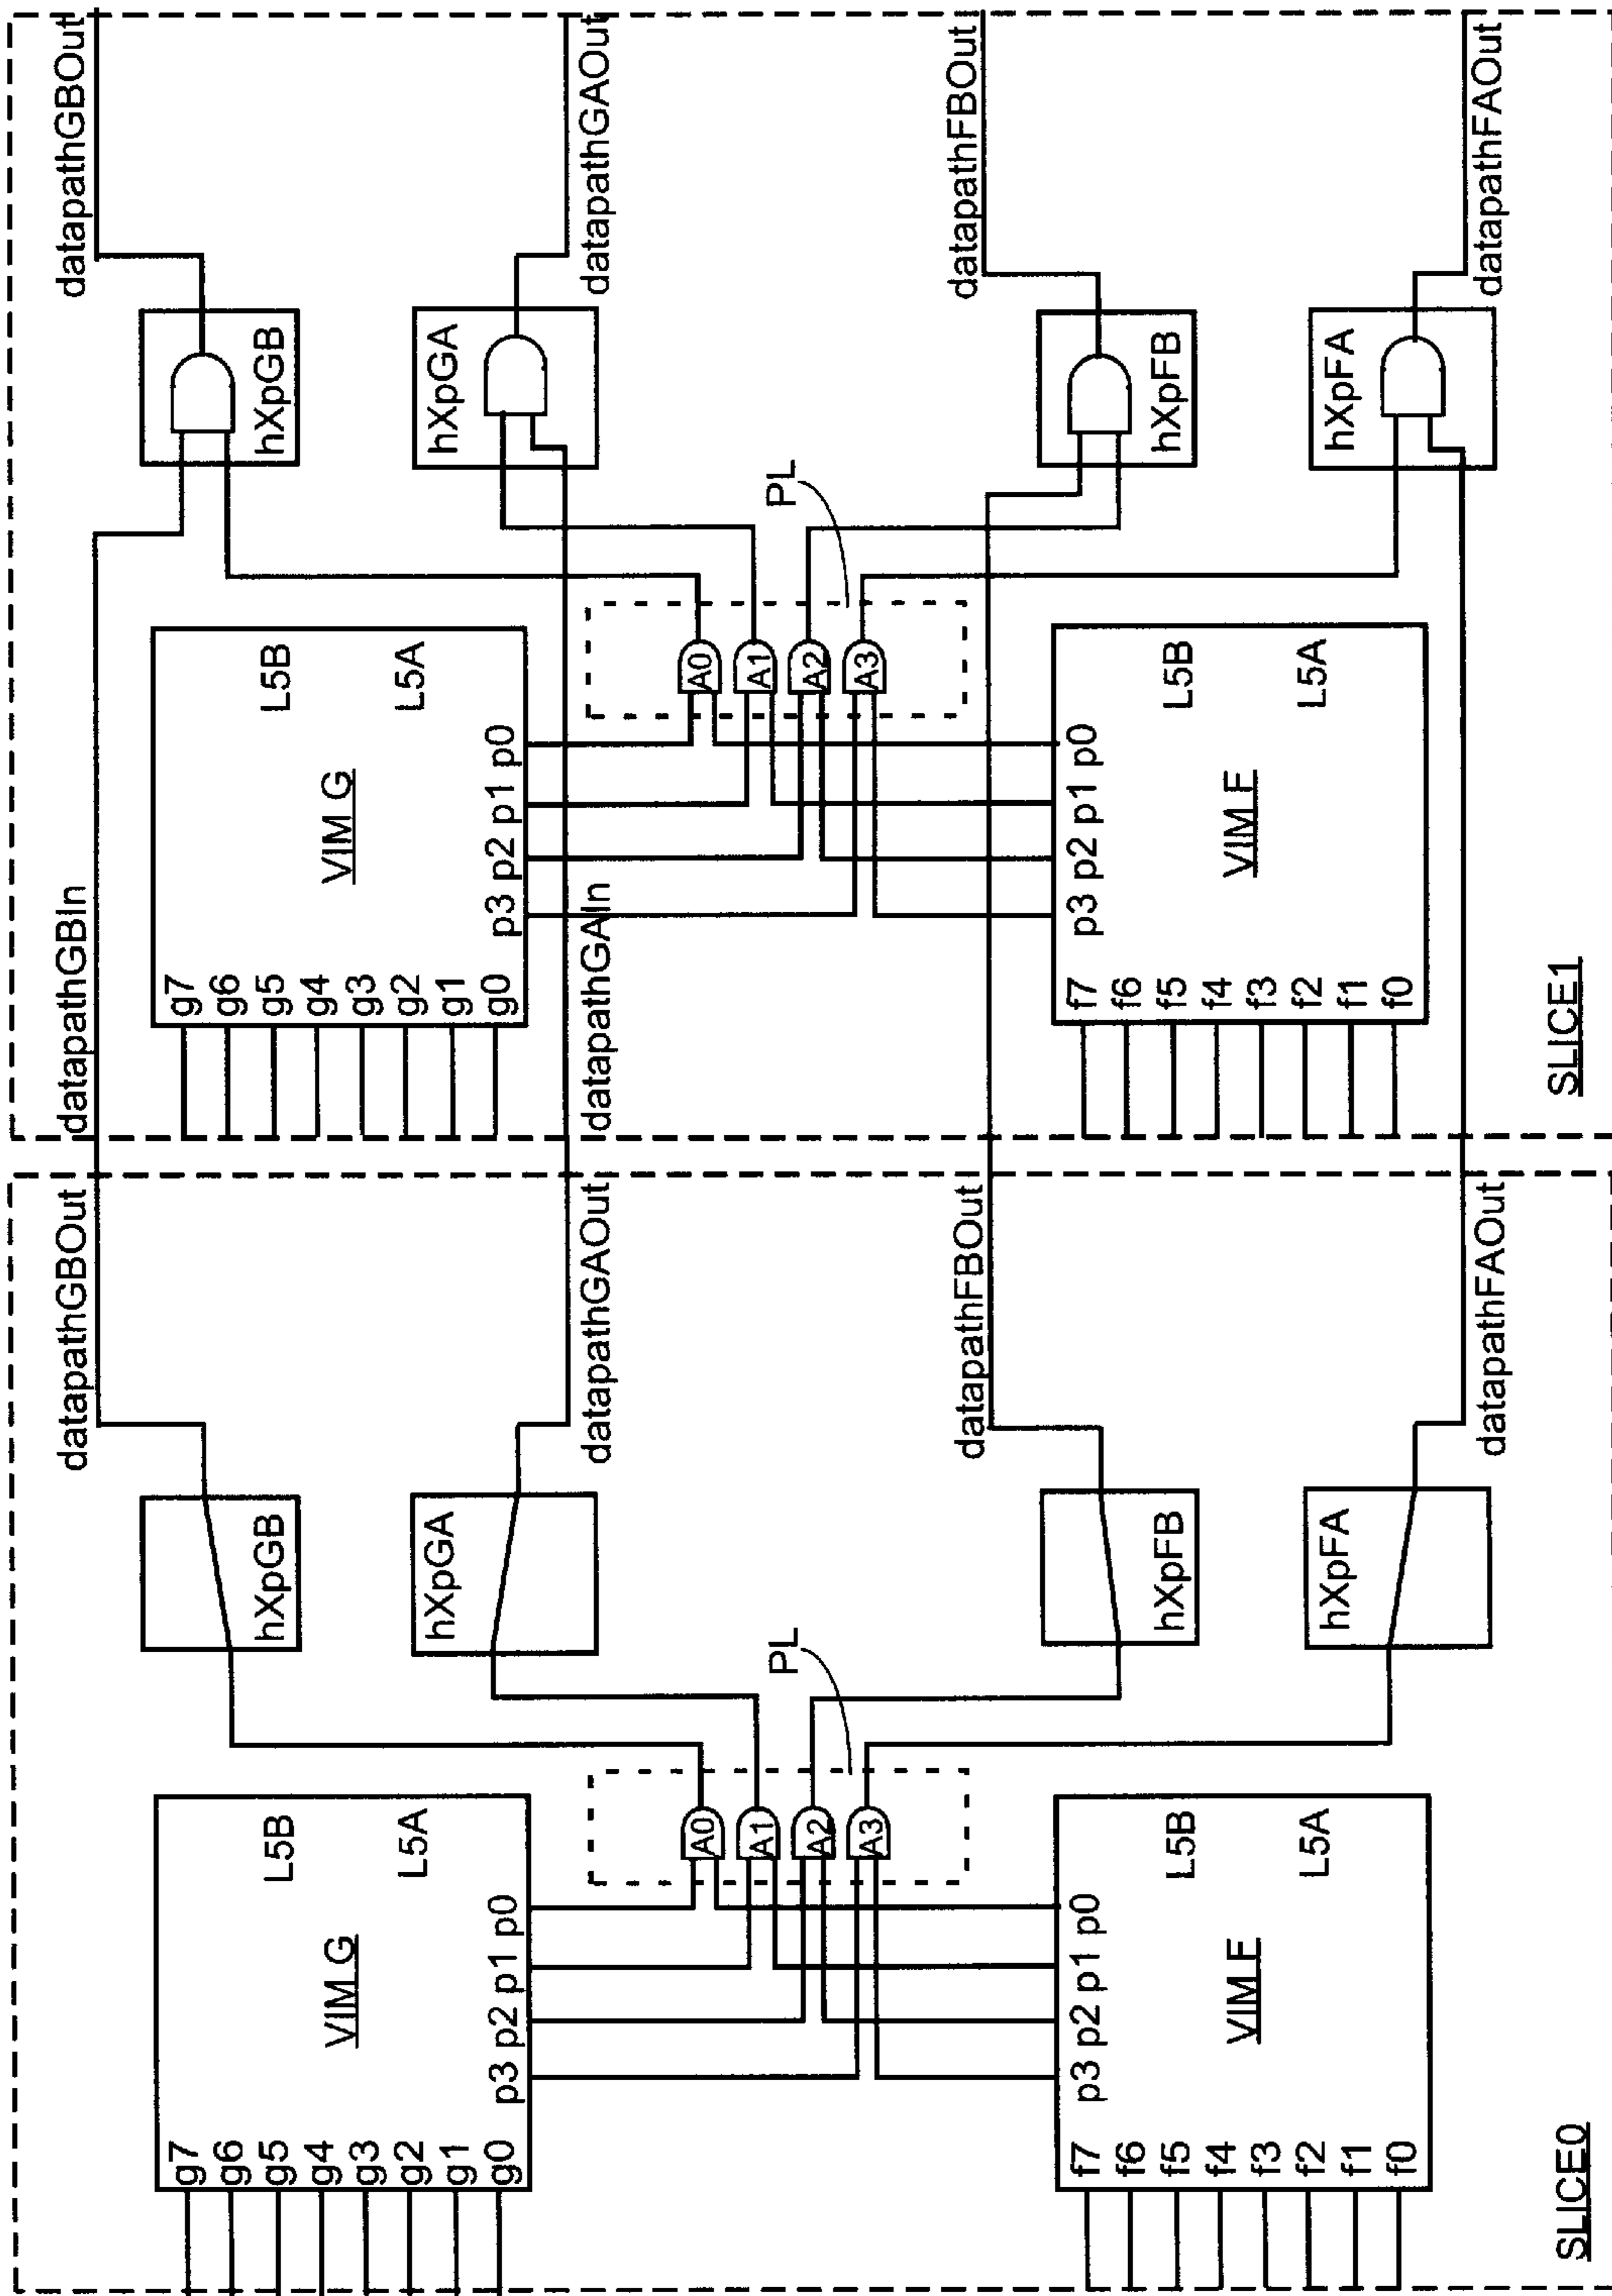 datapathGBOut
datapathGBIn
datapathGBOut
hXpGB
g7
g6
g5
g4
g3
g2
g1
g0
VIM G
L5B
L5A
p3 p2 p1 p0
hXpGA
datapathGAOut
datapathGAIn
datapathGAOut
PL
A0
A1
A2
A3
datapathFBOut
hXpFB
f7
f6
f5
f4
f3
f2
f1
f0
VIM F
L5B
L5A
p3 p2 p1 p0
hXpFA
datapathFAOut
SLICE1
hXpGB
g7
g6
g5
g4
g3
g2
g1
g0
VIM G
L5B
L5A
p3 p2 p1 p0
hXpGA
PL
A0
A1
A2
A3
datapathFBOut
hXpFB
f7
f6
f5
f4
f3
f2
f1
f0
VIM F
L5B
L5A
p3 p2 p1 p0
hXpFA
datapathFAOut
SLICE0